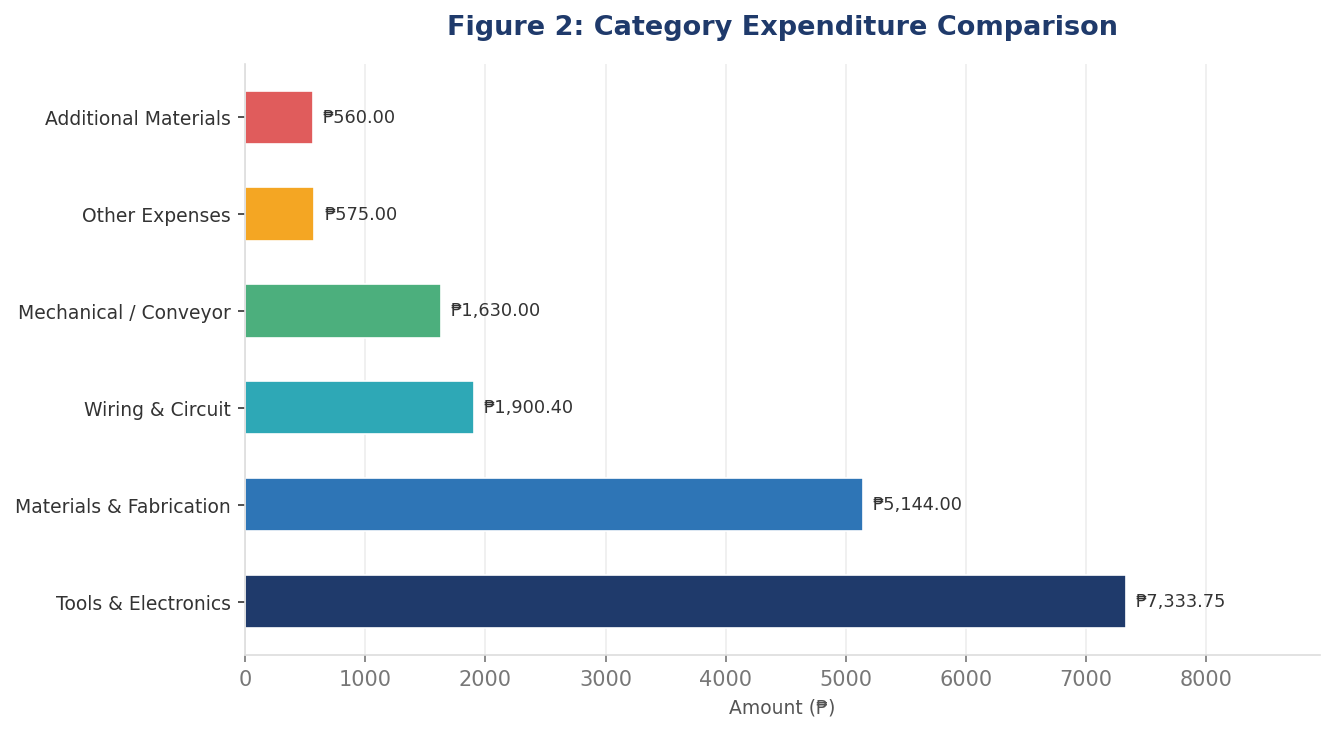 Figure 2: Category Expenditure Comparison
Additional Materials
₱560.00
Other Expenses
₱575.00
Mechanical / Conveyor
₱1,630.00
Wiring & Circuit
₱1,900.40
Materials & Fabrication
₱5,144.00
Tools & Electronics
₱7,333.75
0 1000 2000 3000 4000 5000 6000 7000 8000
Amount (₱)